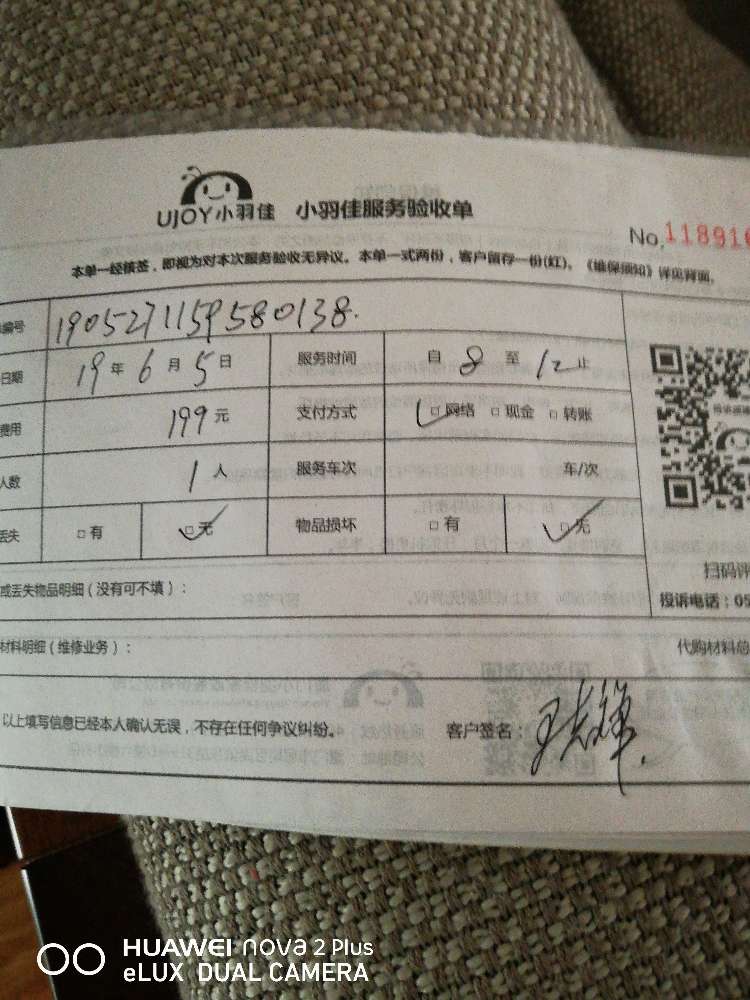 UJOY小羽佳 小羽佳服务验收单
No.118916
本单一经核签，即视为对本次服务验收无异议。本单一式两份，客户留存一份(红)。《维保须知》详见背面。
编号 1905271159580138.
日期 19年6月5日 服务时间 自8至12止
费用 199元 支付方式 □网络 □现金 □转账
人数 1人 服务车次 车/次
丢失 □有 □无 物品损坏 □有 □无
扫码评
或丢失物品明细（没有可不填）：
投诉电话：05
材料明细（维修业务）： 代购材料总
以上填写信息已经本人确认无误，不存在任何争议纠纷。 客户签名：
HUAWEI nova 2 Plus
eLUX DUAL CAMERA